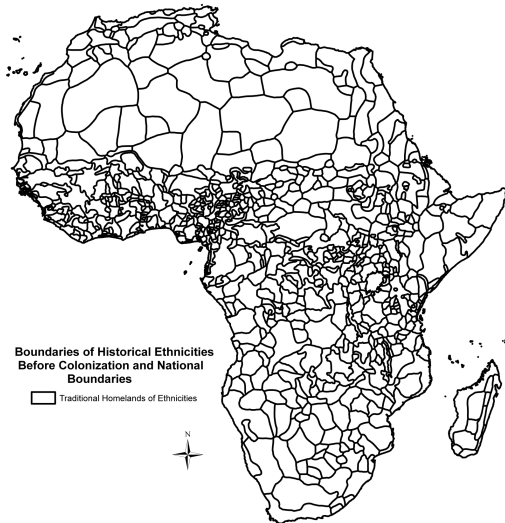 Boundaries of Historical Ethnicities
Before Colonization and National
Boundaries
Traditional Homelands of Ethnicities
N